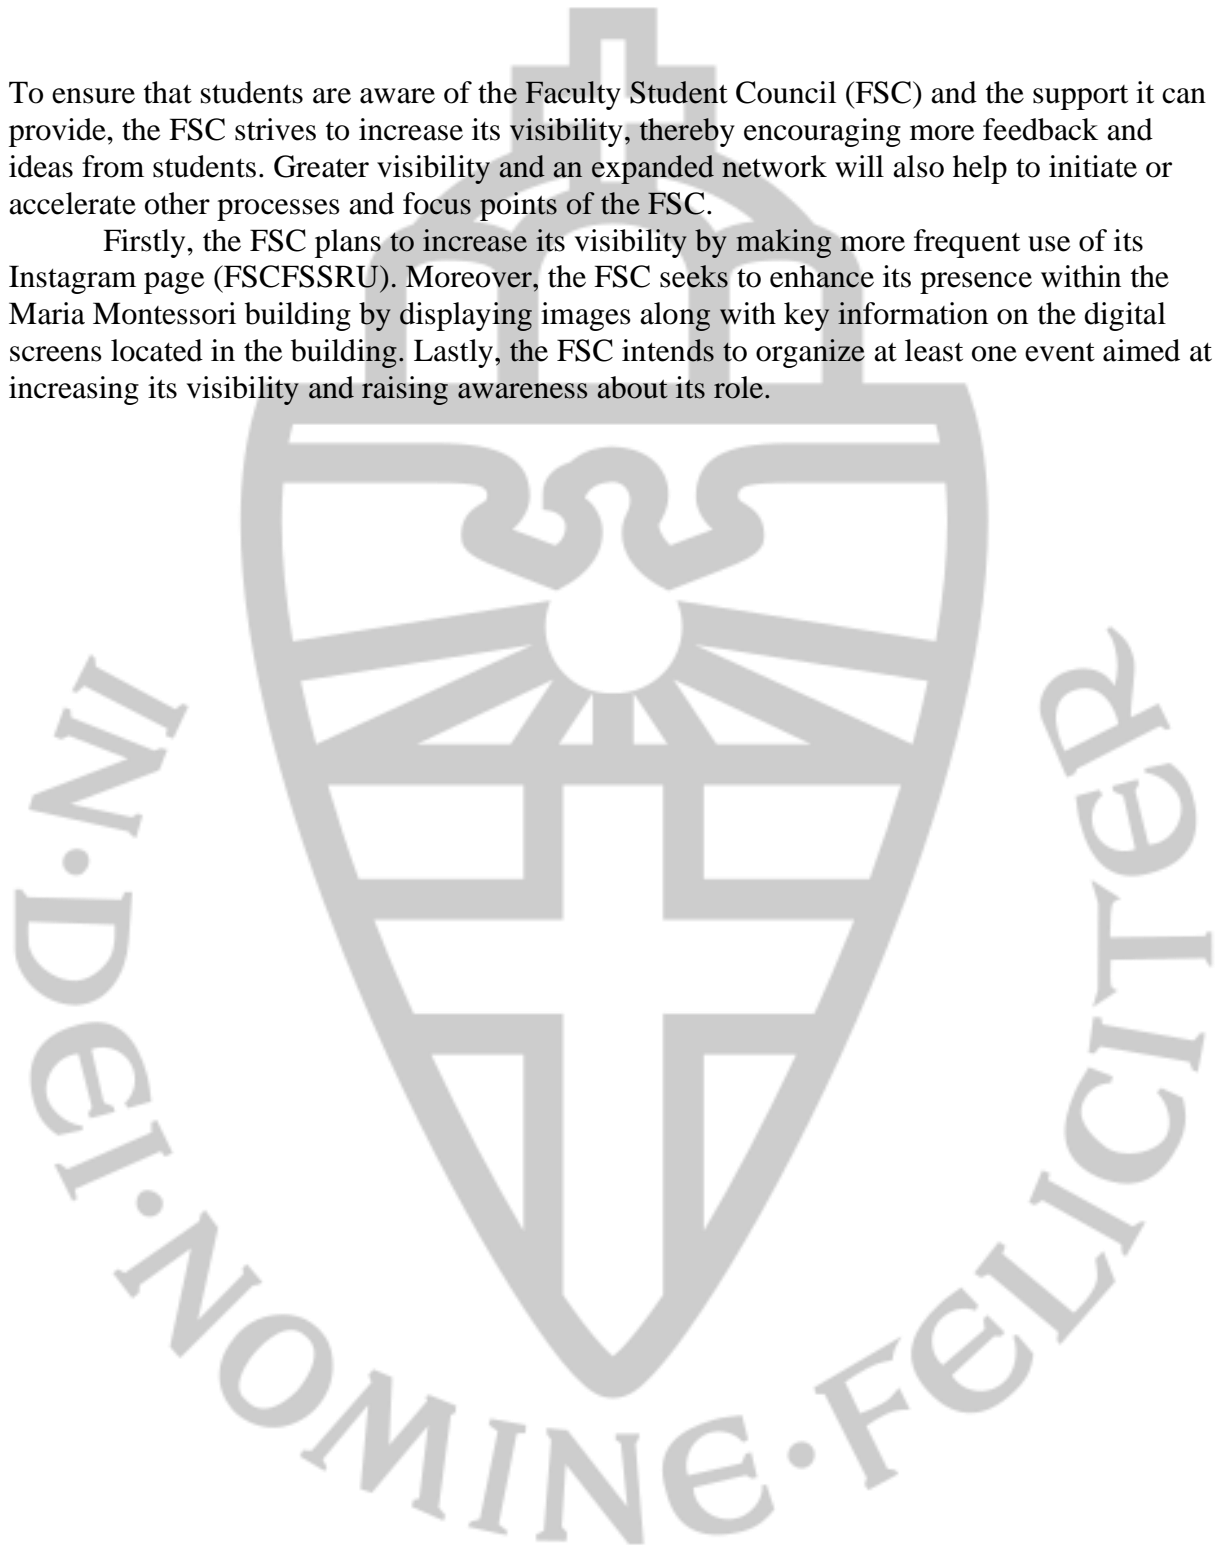 To ensure that students are aware of the Faculty Student Council (FSC) and the support it can
provide, the FSC strives to increase its visibility, thereby encouraging more feedback and
ideas from students. Greater visibility and an expanded network will also help to initiate or
accelerate other processes and focus points of the FSC.
Firstly, the FSC plans to increase its visibility by making more frequent use of its
Instagram page (FSCFSSRU). Moreover, the FSC seeks to enhance its presence within the
Maria Montessori building by displaying images along with key information on the digital
screens located in the building. Lastly, the FSC intends to organize at least one event aimed at
increasing its visibility and raising awareness about its role.
IN·DEI·NOMINE·FELICITER